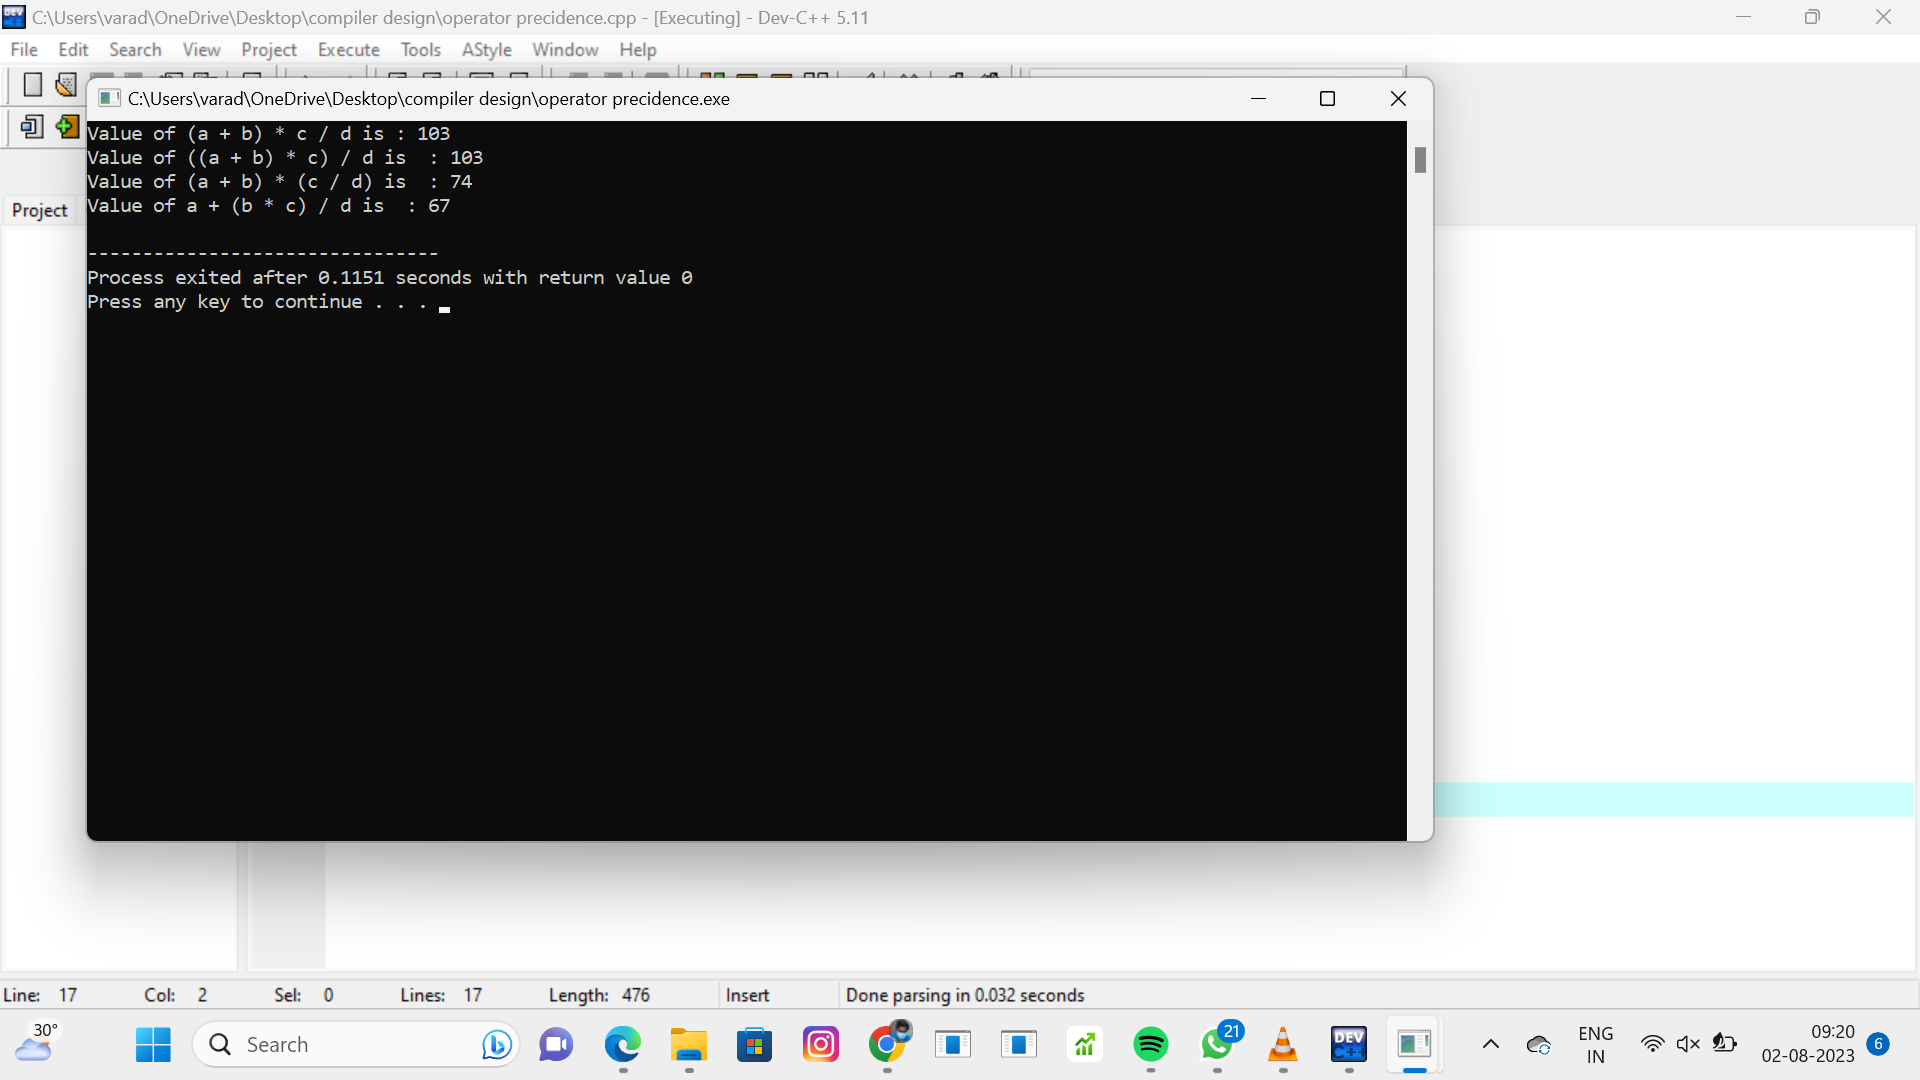 C:\Users\varad\OneDrive\Desktop\compiler design\operator precidence.cpp - [Executing] - Dev-C++ 5.11
File Edit Search View Project Execute Tools AStyle Window Help
C:\Users\varad\OneDrive\Desktop\compiler design\operator precidence.exe
Value of (a + b) * c / d is : 103
Value of ((a + b) * c) / d is  : 103
Value of (a + b) * (c / d) is  : 74
Value of a + (b * c) / d is  : 67
--------------------------------
Process exited after 0.1151 seconds with return value 0
Press any key to continue . . .
Project
Line: 17 Col: 2 Sel: 0 Lines: 17 Length: 476 Insert Done parsing in 0.032 seconds
30°
Search
21
DEV
C++
ENG
IN
09:20
02-08-2023
6